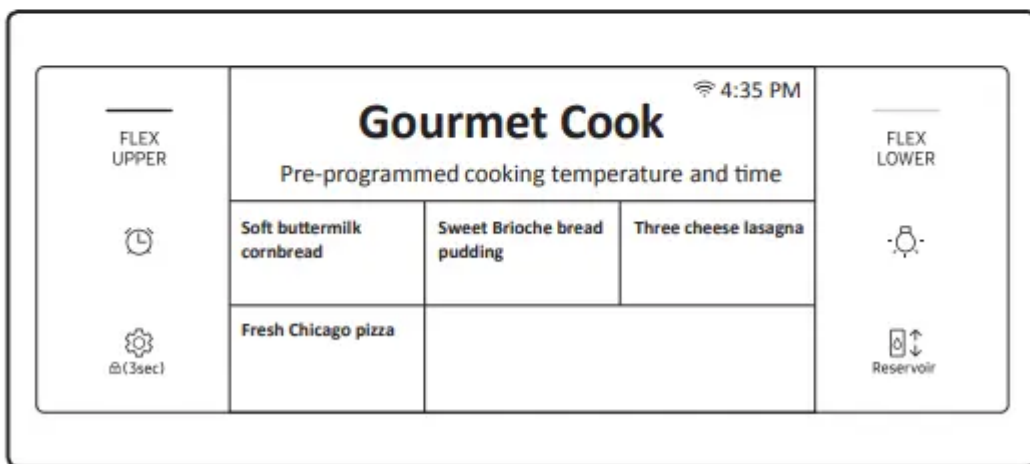 FLEX
UPPER
(3sec)
4:35 PM
Gourmet Cook
Pre-programmed cooking temperature and time
Soft buttermilk
cornbread
Sweet Brioche bread
pudding
Three cheese lasagna
Fresh Chicago pizza
FLEX
LOWER
Reservoir